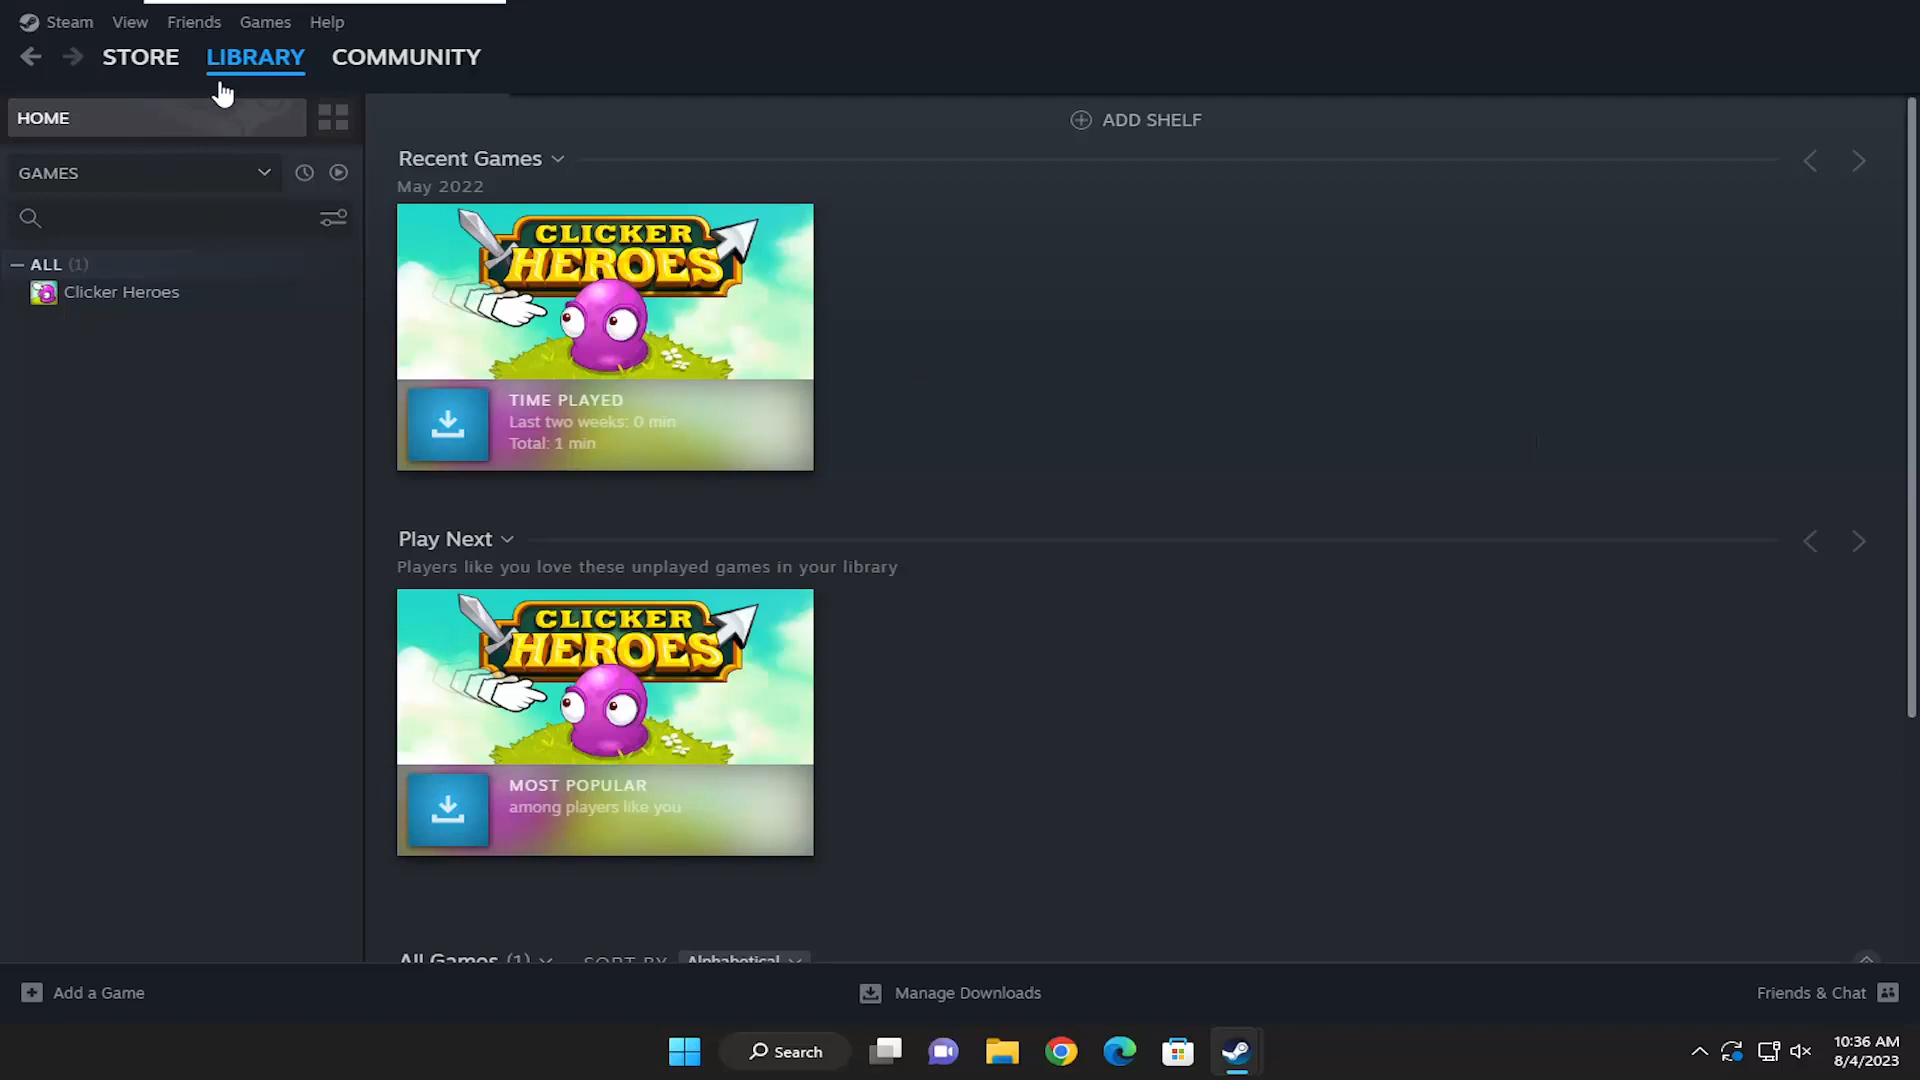 Steam View Friends Games Help
STORE LIBRARY COMMUNITY
HOME
ADD SHELF
GAMES
Recent Games
May 2022
ALL (1)
Clicker Heroes
CLICKER
HEROES
TIME PLAYED
Last two weeks: 0 min
Total: 1 min
Play Next
Players like you love these unplayed games in your library
CLICKER
HEROES
MOST POPULAR
among players like you
All Games (1) SORT BY Alphabetical
Add a Game
Manage Downloads
Friends & Chat
Search
10:36 AM
8/4/2023